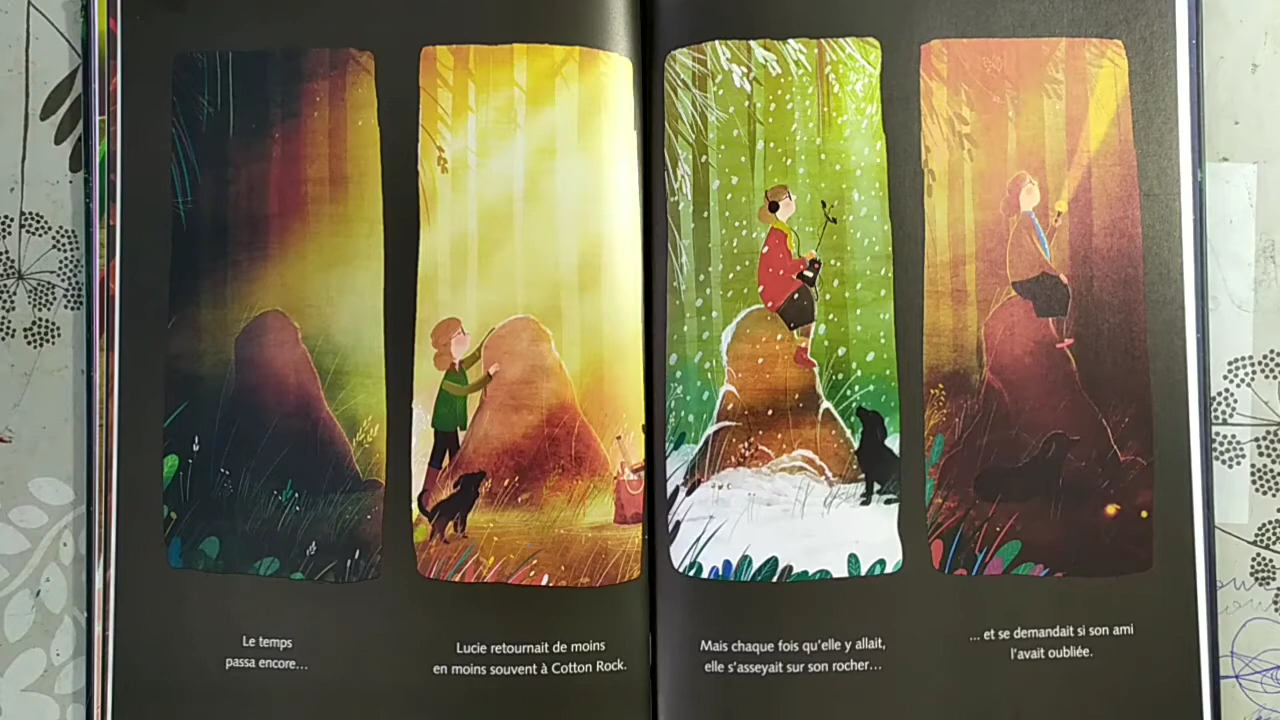 Le temps
passa encore...
Lucie retournait de moins
en moins souvent à Cotton Rock.
Mais chaque fois qu'elle y allait,
elle s'asseyait sur son rocher...
... et se demandait si son ami
l'avait oubliée.